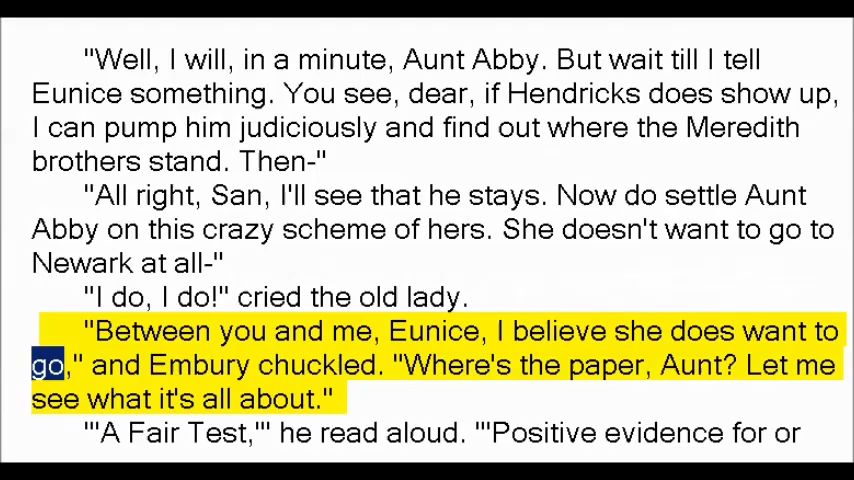 "Well, I will, in a minute, Aunt Abby. But wait till I tell
Eunice something. You see, dear, if Hendricks does show up,
I can pump him judiciously and find out where the Meredith
brothers stand. Then-"
"All right, San, I'll see that he stays. Now do settle Aunt
Abby on this crazy scheme of hers. She doesn't want to go to
Newark at all-"
"I do, I do!" cried the old lady.
"Between you and me, Eunice, I believe she does want to
go," and Embury chuckled. "Where's the paper, Aunt? Let me
see what it's all about."
"'A Fair Test,'" he read aloud. "'Positive evidence for or